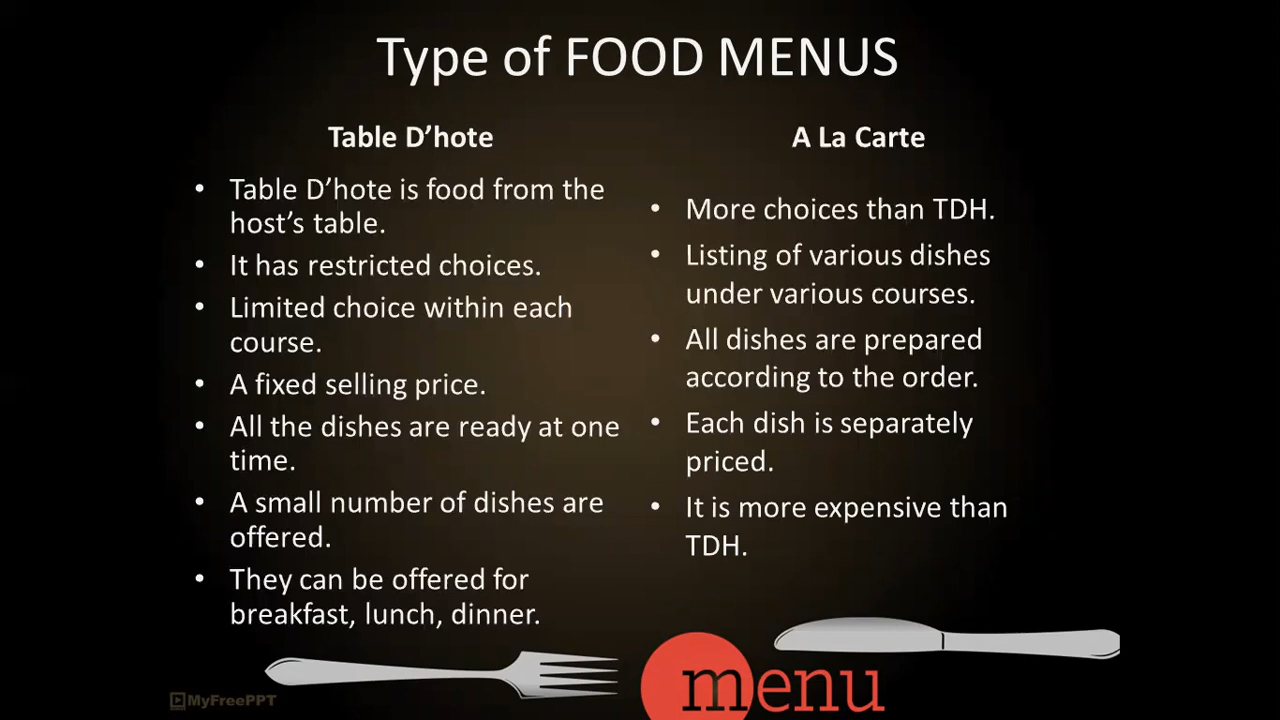 Type of FOOD MENUS
Table D’hote
• Table D’hote is food from the
host’s table.
• It has restricted choices.
• Limited choice within each
course.
• A fixed selling price.
• All the dishes are ready at one
time.
• A small number of dishes are
offered.
• They can be offered for
breakfast, lunch, dinner.
A La Carte
• More choices than TDH.
• Listing of various dishes
under various courses.
• All dishes are prepared
according to the order.
• Each dish is separately
priced.
• It is more expensive than
TDH.
menu
MyFreePPT